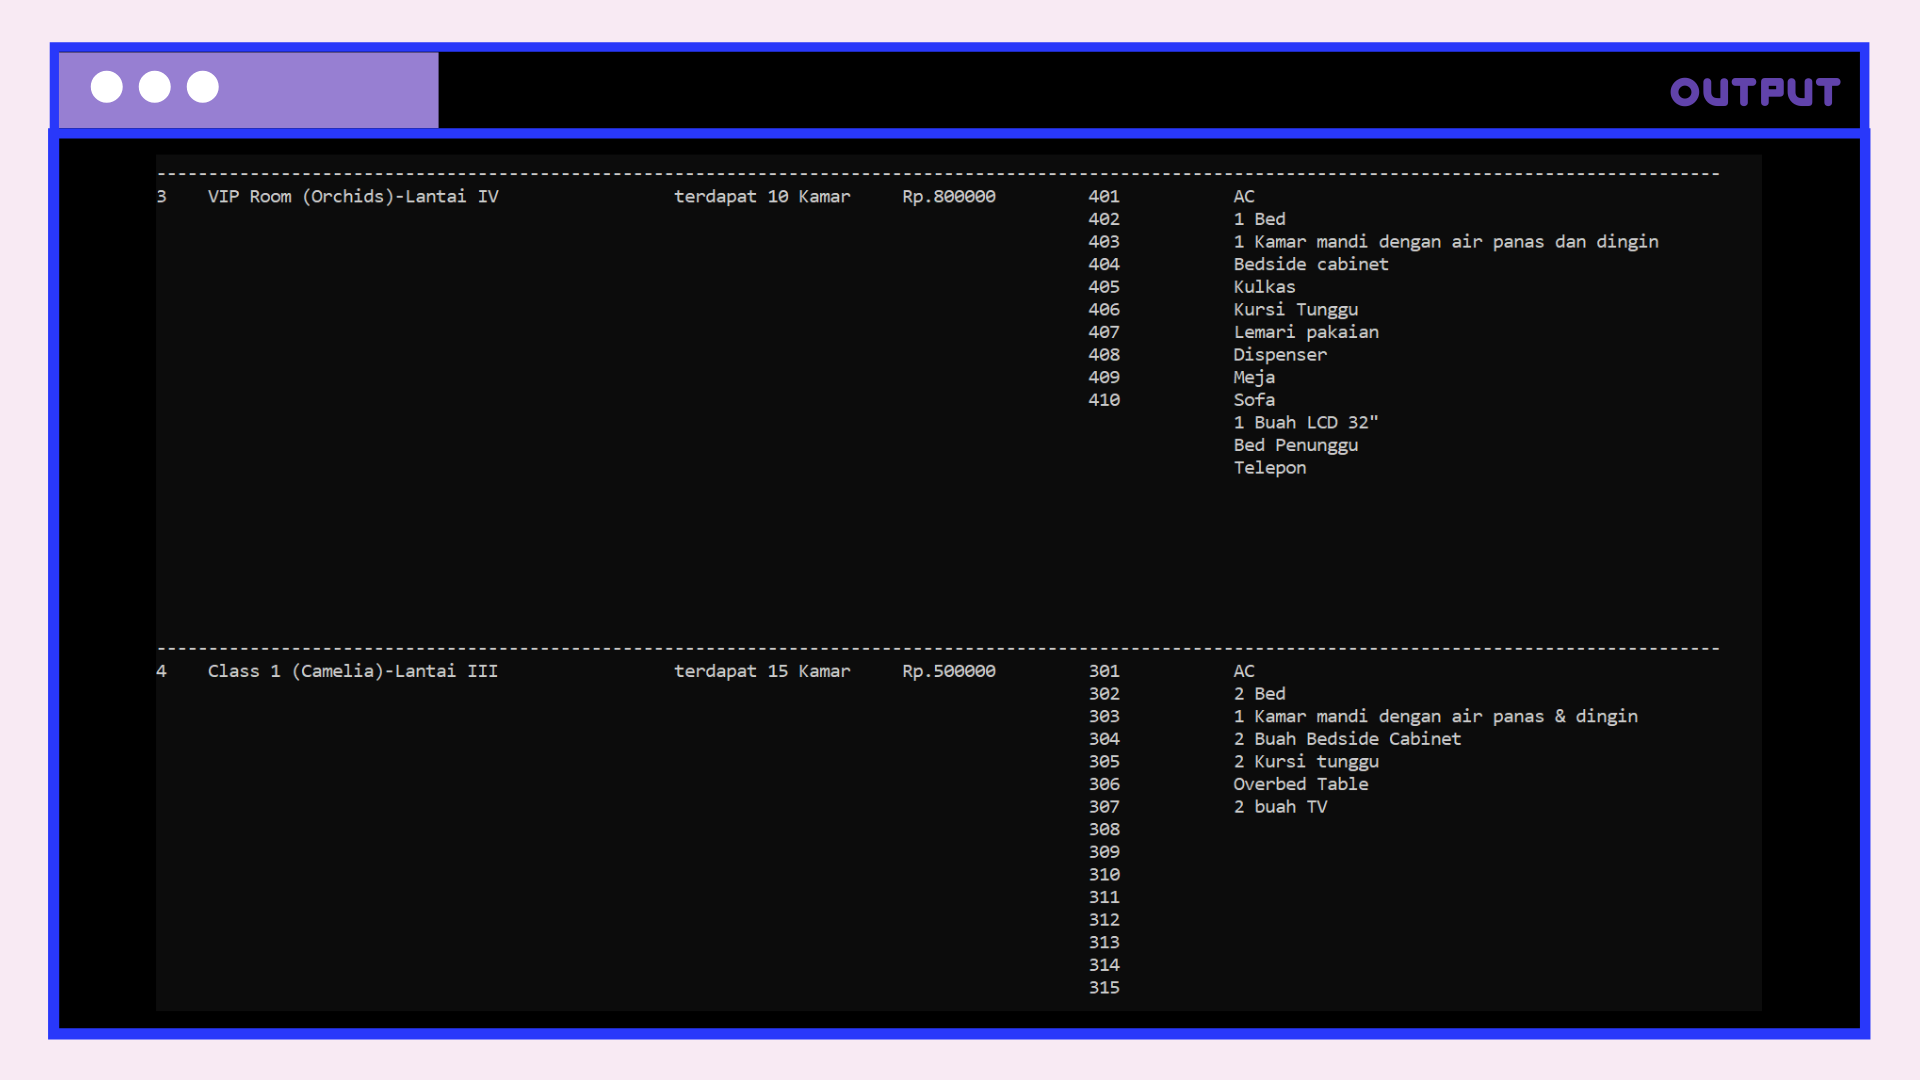 OUTPUT
-------------------------------------------------------------------------------------------------------------------------------------------------------
3    VIP Room (Orchids)-Lantai IV                 terdapat 10 Kamar     Rp.800000         401           AC
402           1 Bed
403           1 Kamar mandi dengan air panas dan dingin
404           Bedside cabinet
405           Kulkas
406           Kursi Tunggu
407           Lemari pakaian
408           Dispenser
409           Meja
410           Sofa
1 Buah LCD 32"
Bed Penunggu
Telepon
-------------------------------------------------------------------------------------------------------------------------------------------------------
4    Class 1 (Camelia)-Lantai III                 terdapat 15 Kamar     Rp.500000         301           AC
302           2 Bed
303           1 Kamar mandi dengan air panas & dingin
304           2 Buah Bedside Cabinet
305           2 Kursi tunggu
306           Overbed Table
307           2 buah TV
308
309
310
311
312
313
314
315